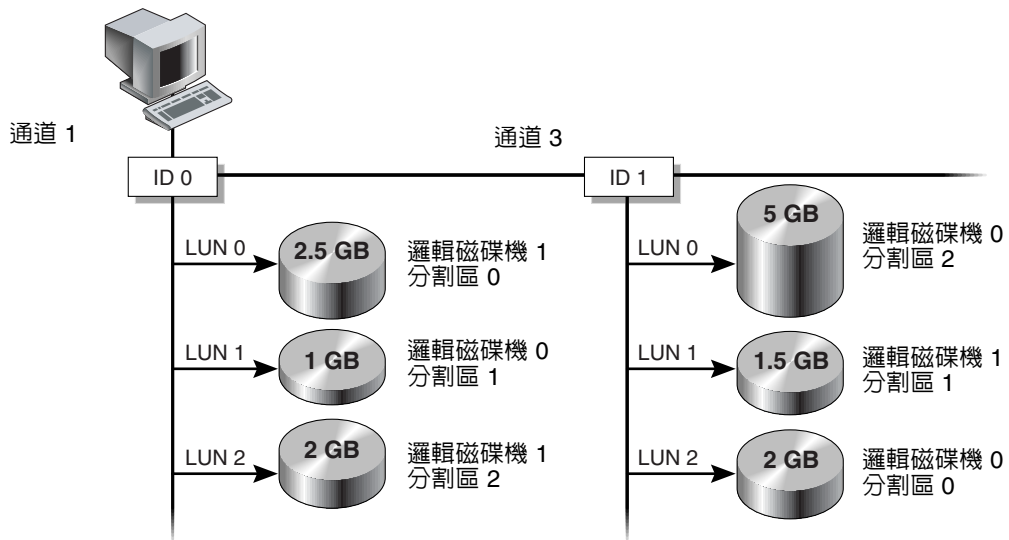 通道 1
通道 3
ID 0
ID 1
LUN 0
2.5 GB
邏輯磁碟機 1
分割區 0
LUN 1
1 GB
邏輯磁碟機 0
分割區 1
LUN 2
2 GB
邏輯磁碟機 1
分割區 2
LUN 0
5 GB
邏輯磁碟機 0
分割區 2
LUN 1
1.5 GB
邏輯磁碟機 1
分割區 1
LUN 2
2 GB
邏輯磁碟機 0
分割區 0